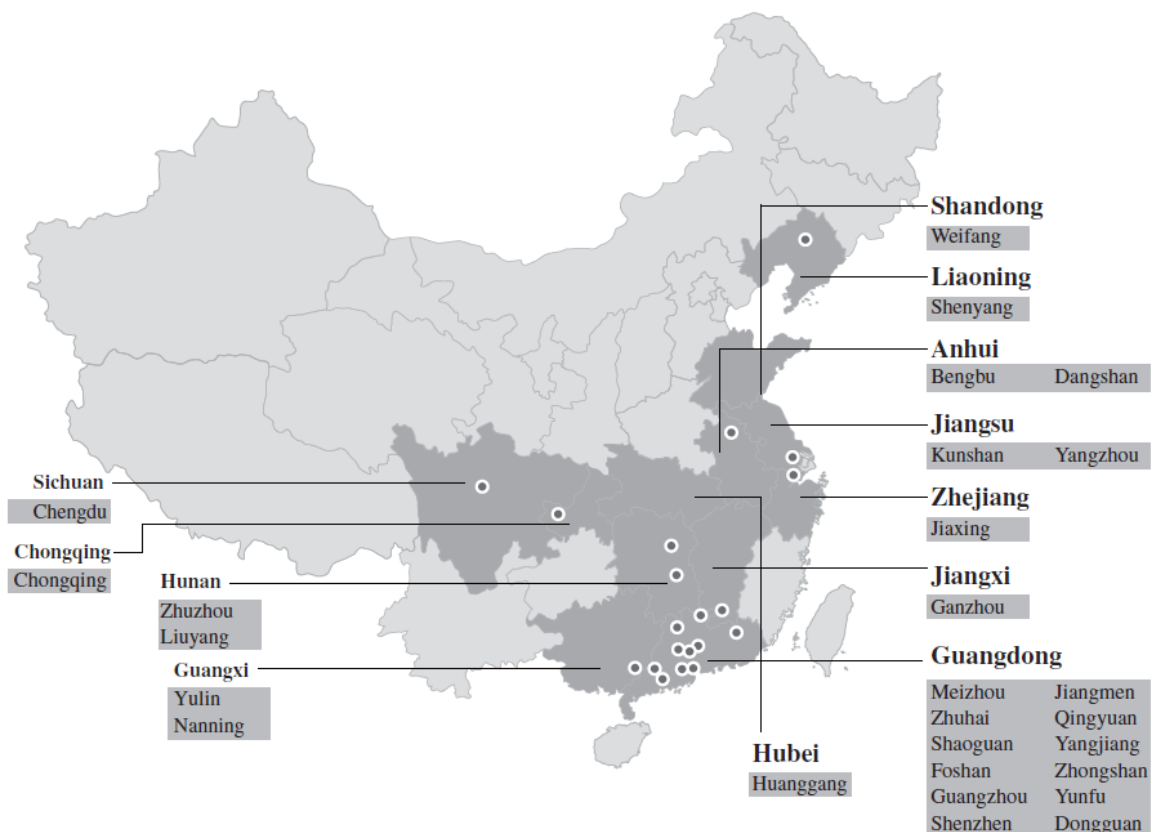 Shandong
Weifang
Liaoning
Shenyang
Anhui
Bengbu Dangshan
Jiangsu
Kunshan Yangzhou
Zhejiang
Jiaxing
Jiangxi
Ganzhou
Guangdong
Meizhou Jiangmen
Zhuhai Qingyuan
Shaoguan Yangjiang
Foshan Zhongshan
Guangzhou Yunfu
Shenzhen Dongguan
Sichuan
Chengdu
Chongqing
Chongqing
Hunan
Zhuzhou
Liuyang
Guangxi
Yulin
Nanning
Hubei
Huanggang